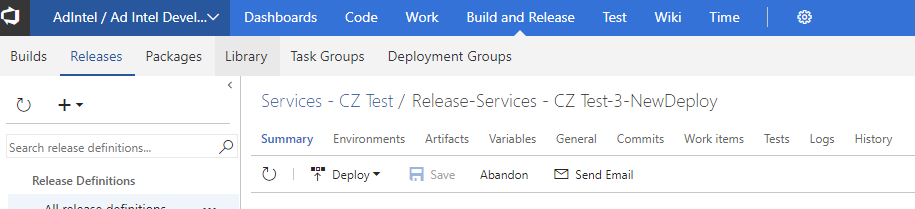 AdIntel / Ad Intel Devel... Dashboards Code Work Build and Release Test Wiki Time
Builds Releases Packages Library Task Groups Deployment Groups
Services - CZ Test / Release-Services - CZ Test-3-NewDeploy
Summary Environments Artifacts Variables General Commits Work items Tests Logs History
Search release definitions...
Deploy Save Abandon Send Email
Release Definitions
All release definitions ...